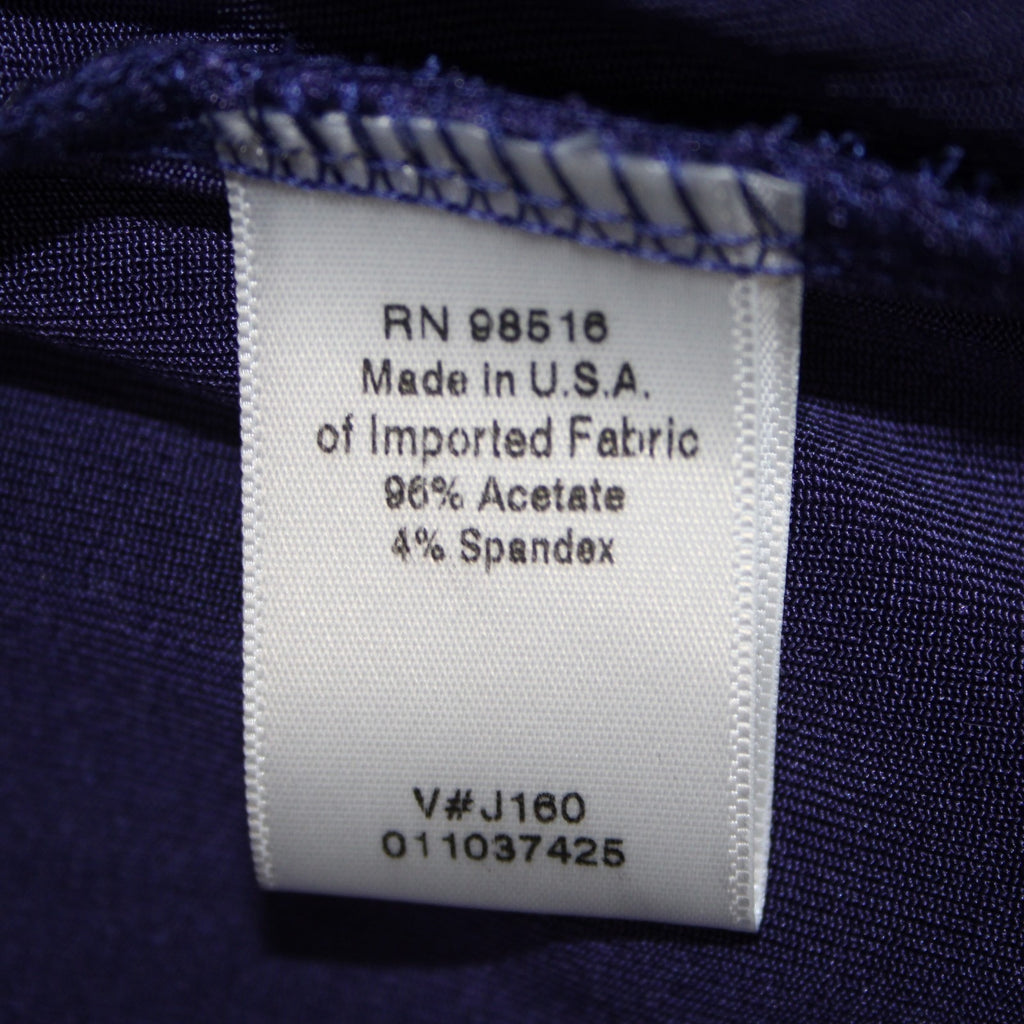 RN 98516
Made in U.S.A.
of Imported Fabric
96% Acetate
4% Spandex
V#J160
011037425